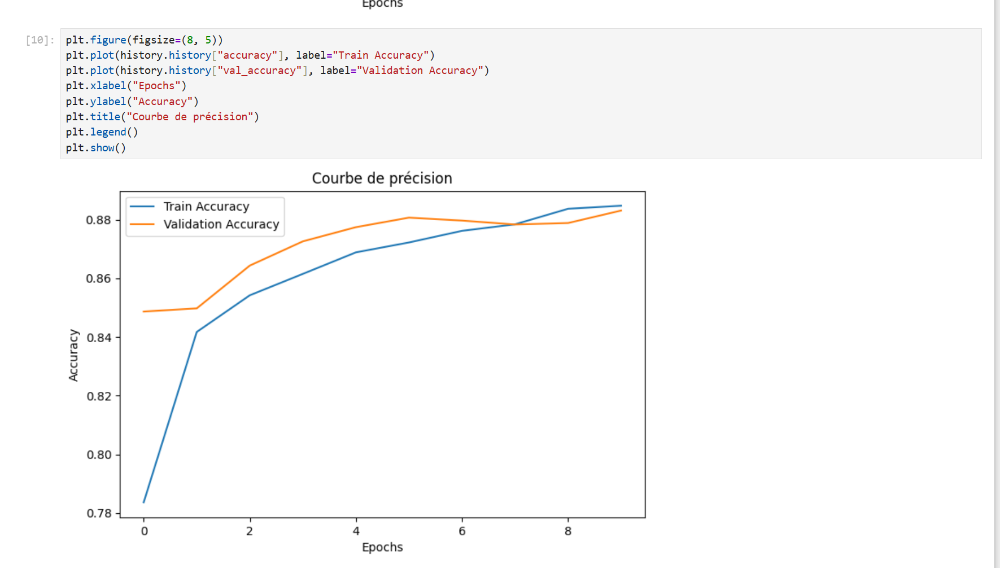 Epochs
[10]:
plt.figure(figsize=(8, 5))
plt.plot(history.history["accuracy"], label="Train Accuracy")
plt.plot(history.history["val_accuracy"], label="Validation Accuracy")
plt.xlabel("Epochs")
plt.ylabel("Accuracy")
plt.title("Courbe de précision")
plt.legend()
plt.show()
Courbe de précision
Train Accuracy
Validation Accuracy
0.88
0.86
0.84
0.82
0.80
0.78
Accuracy
0 2 4 6 8
Epochs